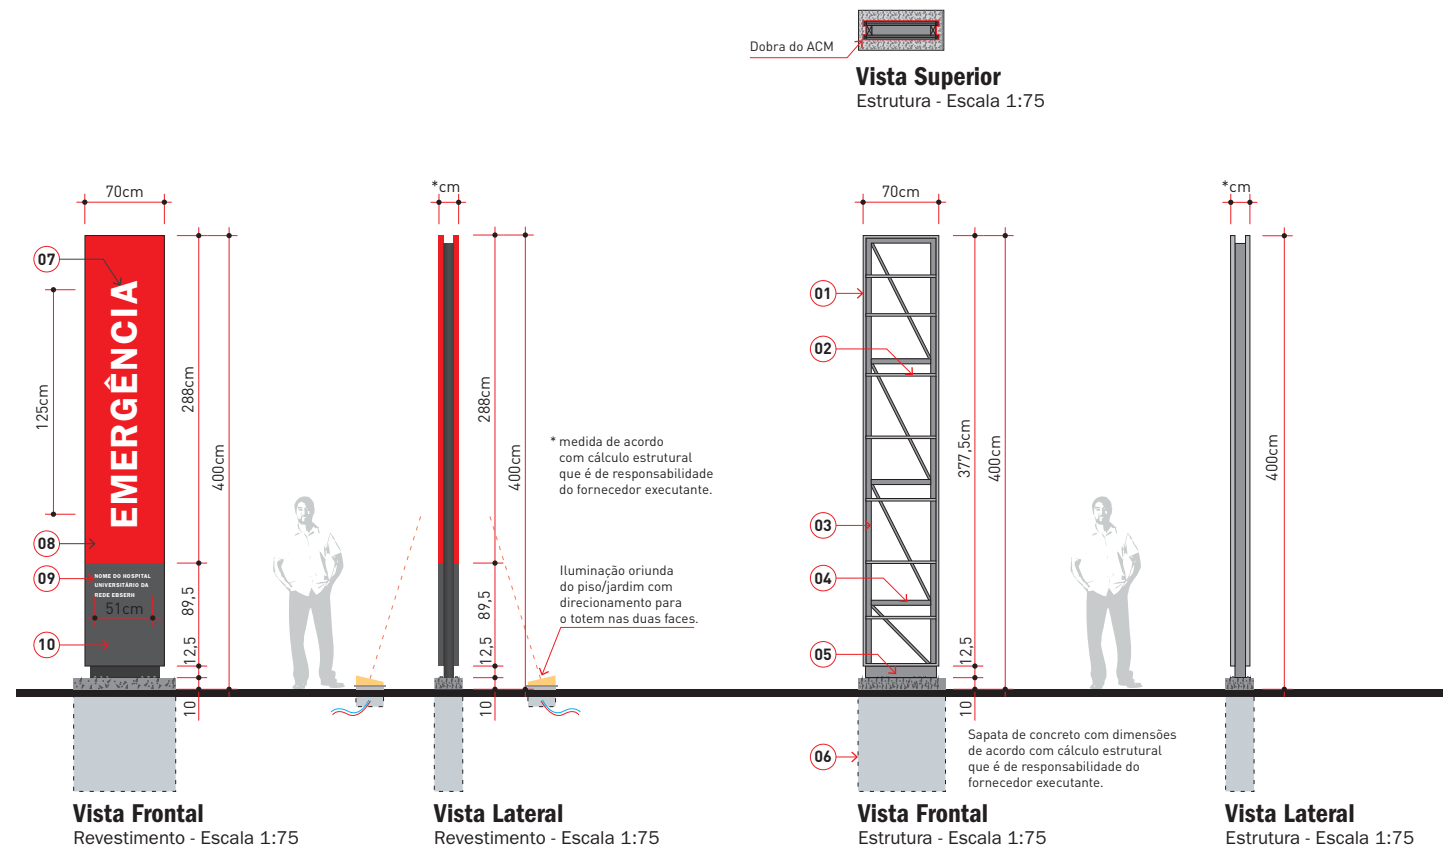 Dobra do ACM
Vista Superior
Estrutura - Escala 1:75
70cm
*cm
70cm
*cm
07
EMERGÊNCIA
125cm
288cm
400cm
08
09
NOME DO HOSPITAL
UNIVERSITÁRIO DA
REDE EBSERH
51cm
89,5
10
12,5
10
288cm
400cm
89,5
12,5
10
* medida de acordo
com cálculo estrutural
que é de responsabilidade
do fornecedor executante.
Iluminação oriunda
do piso/jardim com
direcionamento para
o totem nas duas faces.
01
02
03
04
05
06
377,5cm
400cm
12,5
10
400cm
Sapata de concreto com dimensões
de acordo com cálculo estrutural
que é de responsabilidade do
fornecedor executante.
Vista Frontal
Revestimento - Escala 1:75
Vista Lateral
Revestimento - Escala 1:75
Vista Frontal
Estrutura - Escala 1:75
Vista Lateral
Estrutura - Escala 1:75